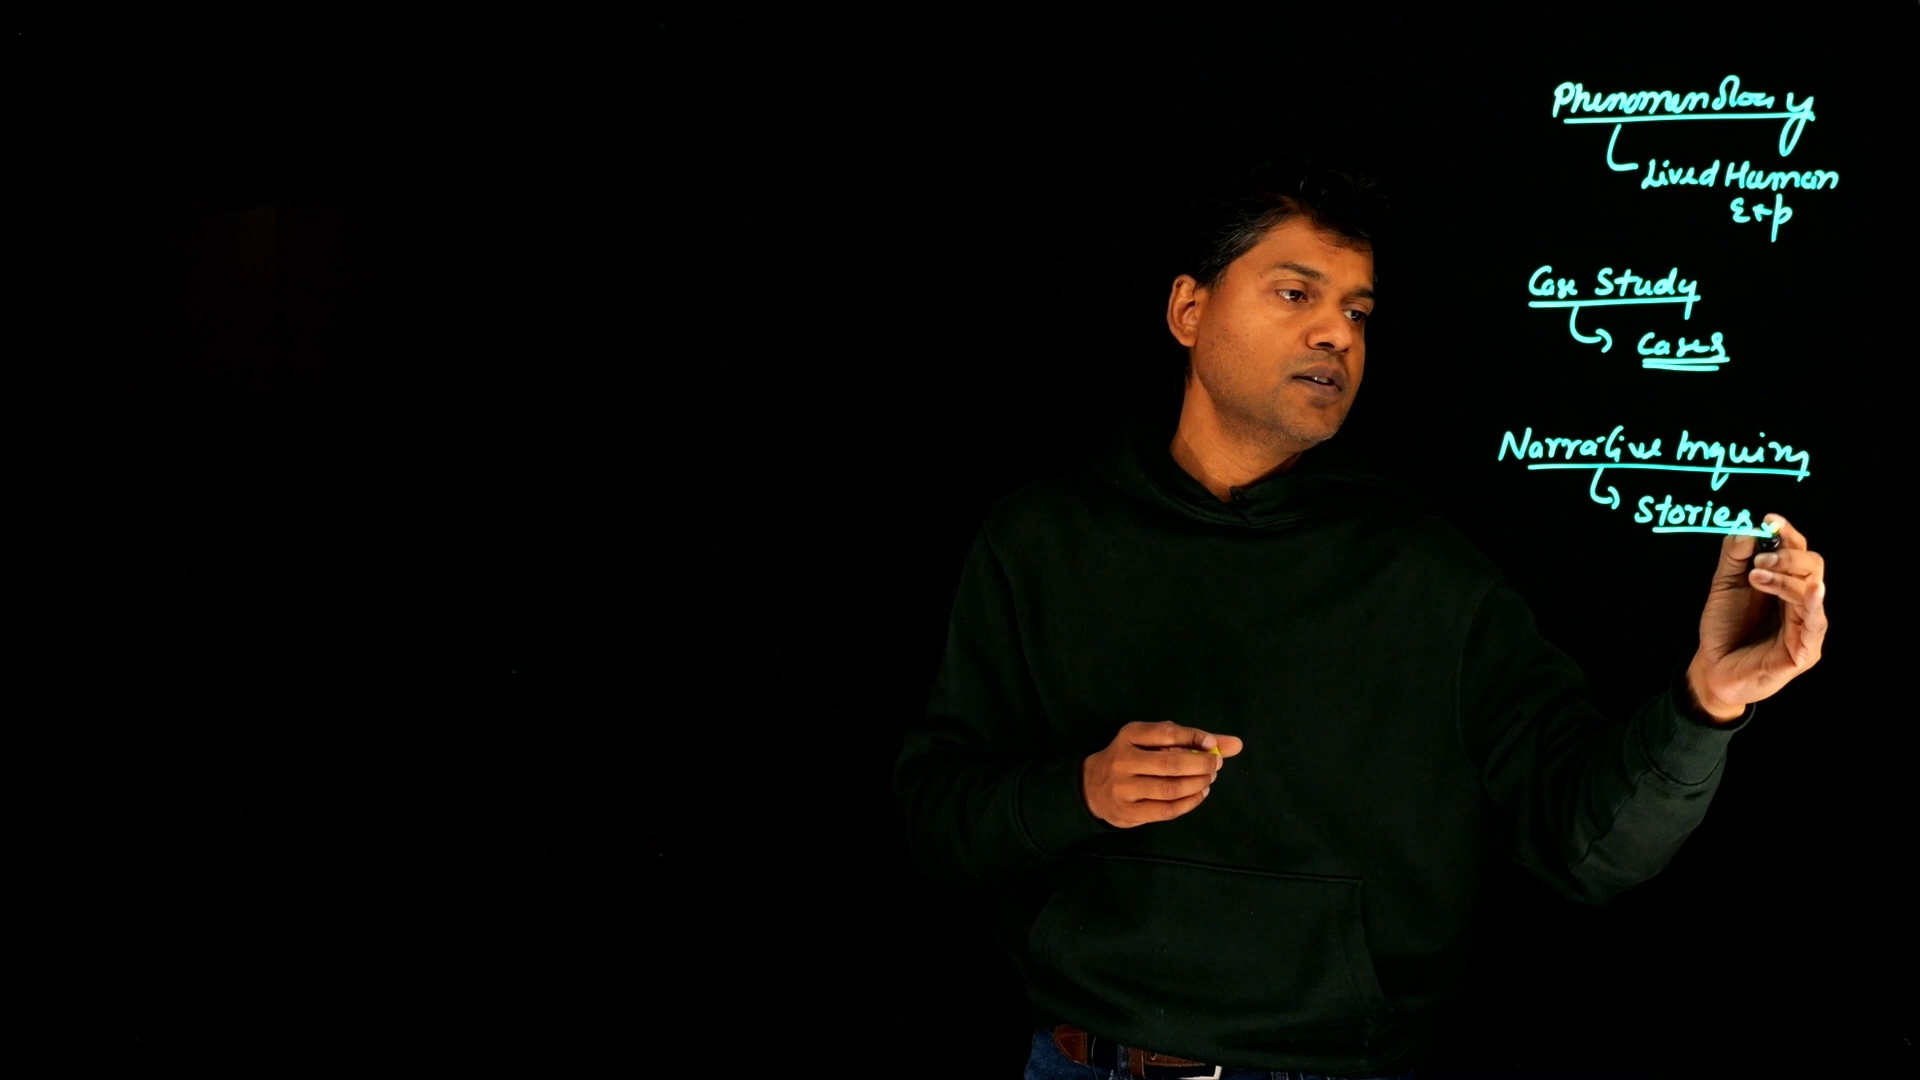 Phenomenology
Lived Human
Exp
Case Study
Cases
Narrative Inquiry
Stories